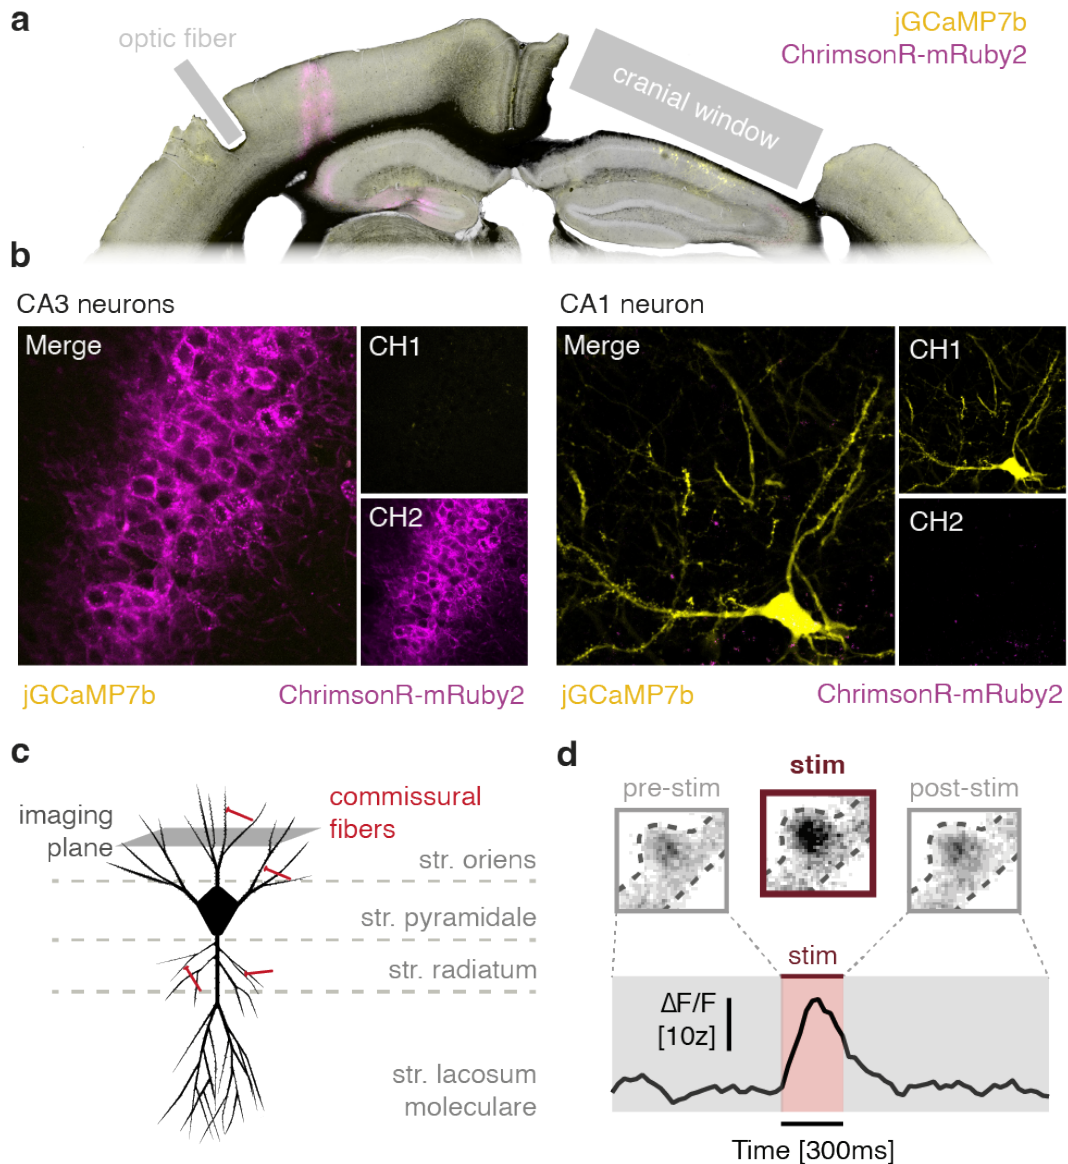 a
optic fiber
jGCaMP7b
ChrimsonR-mRuby2
cranial window
b
CA3 neurons
Merge
CH1
CH2
jGCaMP7b
ChrimsonR-mRuby2
CA1 neuron
Merge
CH1
CH2
jGCaMP7b
ChrimsonR-mRuby2
c
imaging
plane
commissural
fibers
str. oriens
str. pyramidale
str. radiatum
str. lacosum
moleculare
d
pre-stim
stim
post-stim
stim
ΔF/F
[10z]
Time [300ms]